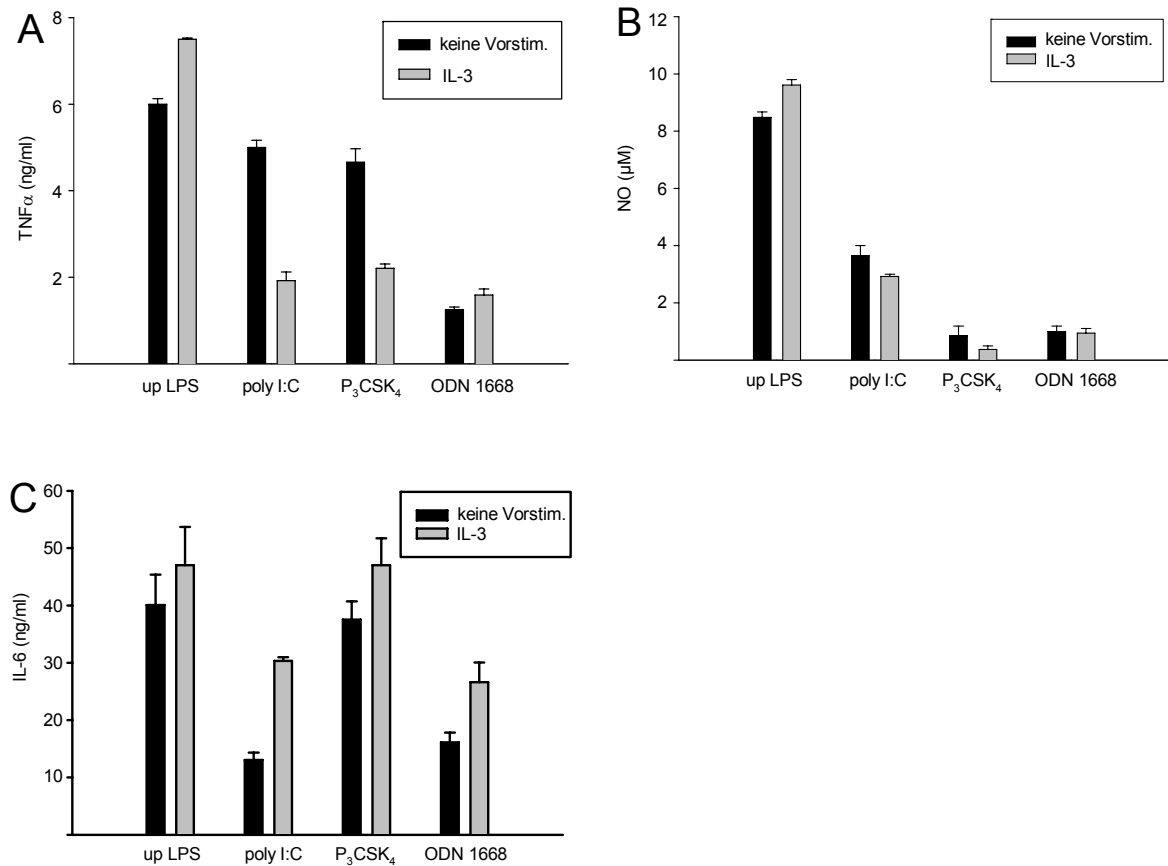 A
TNFα (ng/ml)
8
6
4
2
keine Vorstim.
IL-3
up LPS poly I:C P₃CSK₄ ODN 1668
B
NO (µM)
12
10
8
6
4
2
keine Vorstim.
IL-3
up LPS poly I:C P₃CSK₄ ODN 1668
C
IL-6 (ng/ml)
60
50
40
30
20
10
keine Vorstim.
IL-3
up LPS poly I:C P₃CSK₄ ODN 1668